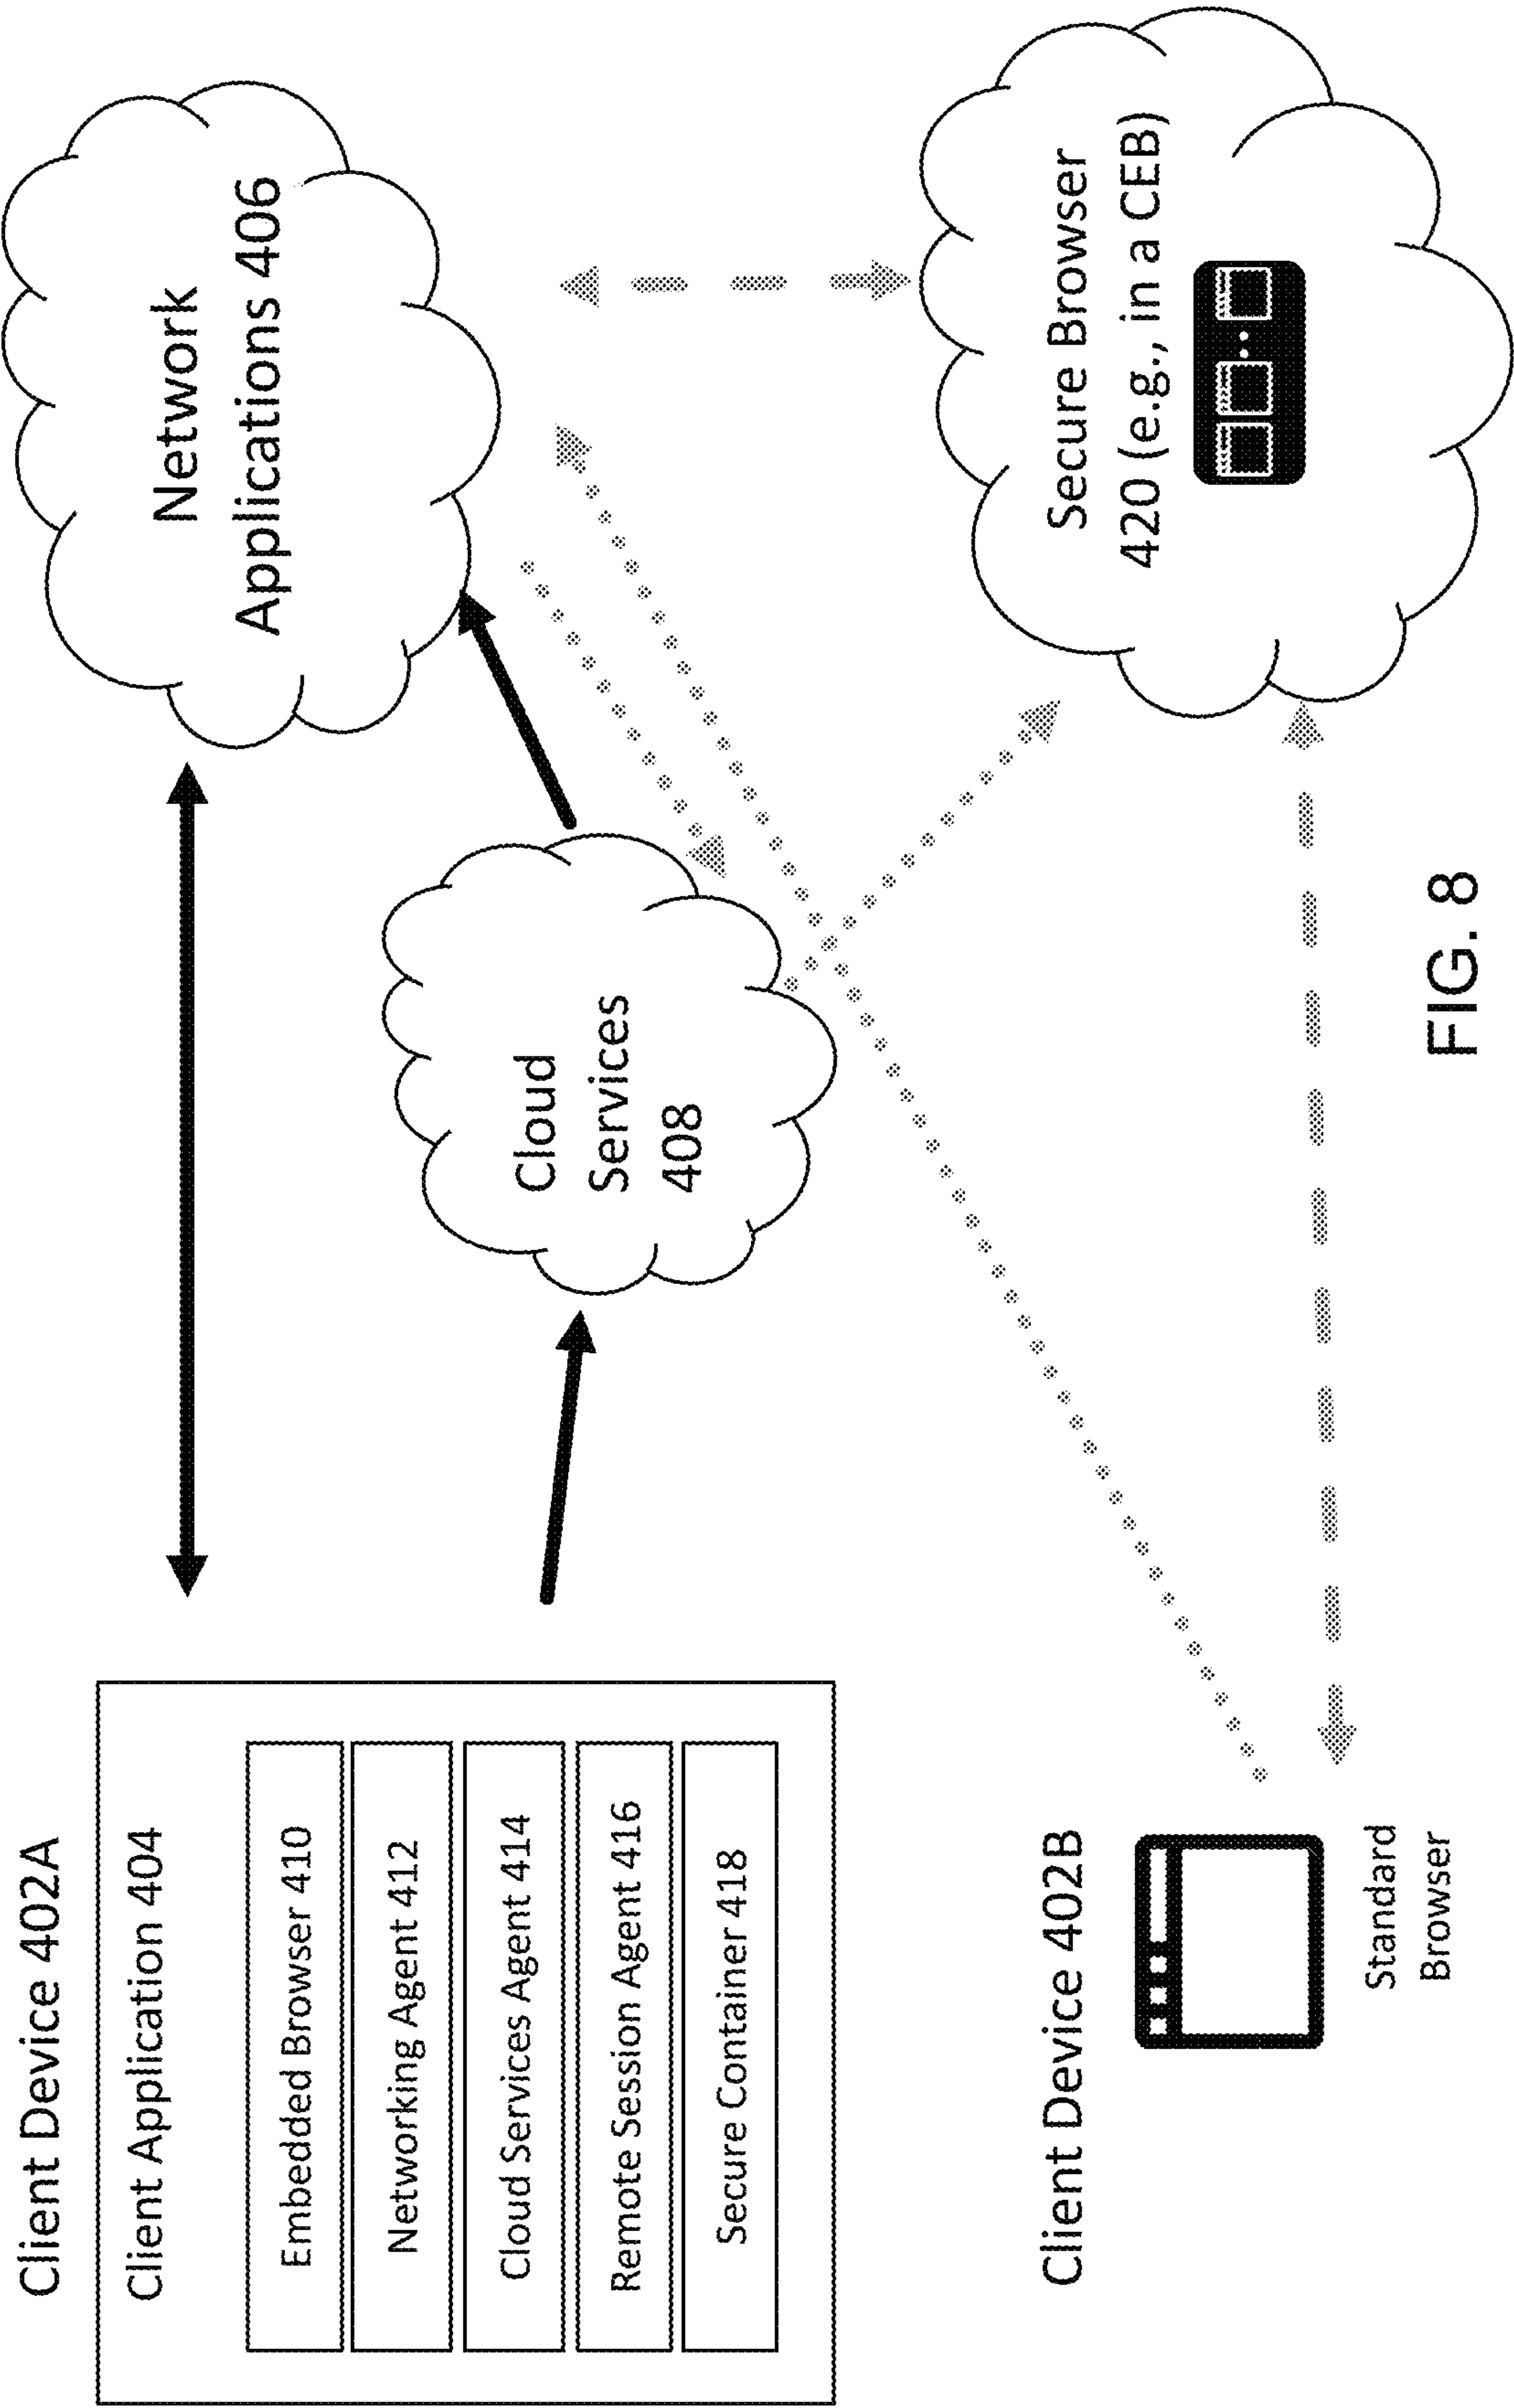 Client Device 402A
Client Application 404
Embedded Browser 410
Networking Agent 412
Cloud Services Agent 414
Remote Session Agent 416
Secure Container 418
Network
Applications 406
Cloud
Services
408
Client Device 402B
Standard
Browser
Secure Browser
420 (e.g., in a CEB)
FIG. 8